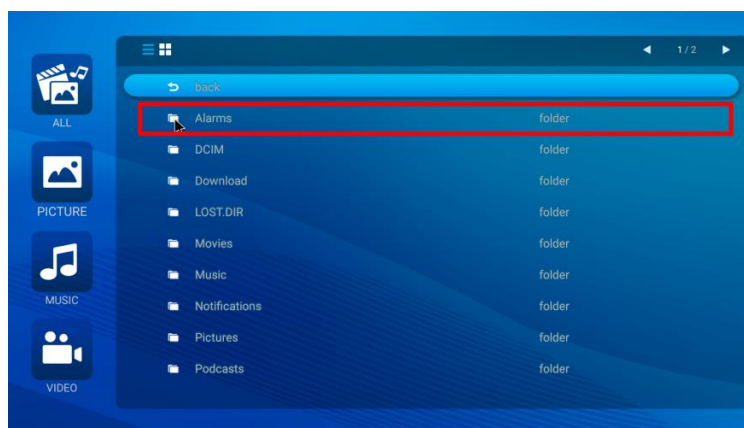 1 / 2
ALL
PICTURE
MUSIC
VIDEO
back
Alarms folder
DCIM folder
Download folder
LOST.DIR folder
Movies folder
Music folder
Notifications folder
Pictures folder
Podcasts folder